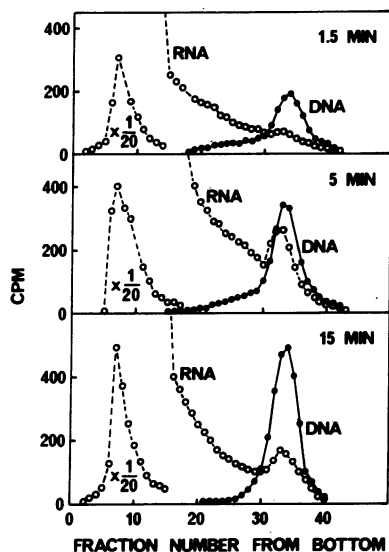 1.5 MIN
RNA
400
200
DNA
× 1/20
0
5 MIN
RNA
400
DNA
200
× 1/20
0
CPM
15 MIN
RNA
400
DNA
200
× 1/20
0
0 10 20 30 40
FRACTION NUMBER FROM BOTTOM